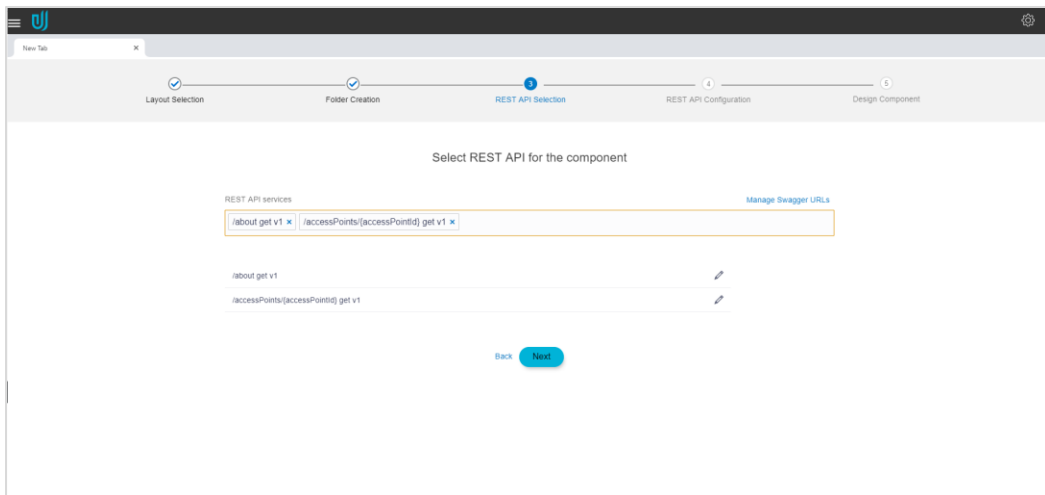 New Tab
3
4
5
Layout Selection
Folder Creation
REST API Selection
REST API Configuration
Design Component
Select REST API for the component
REST API services
Manage Swagger URLs
/about get v1 × /accessPoints/{accessPointId} get v1 ×
/about get v1
/accessPoints/{accessPointId} get v1
Back Next